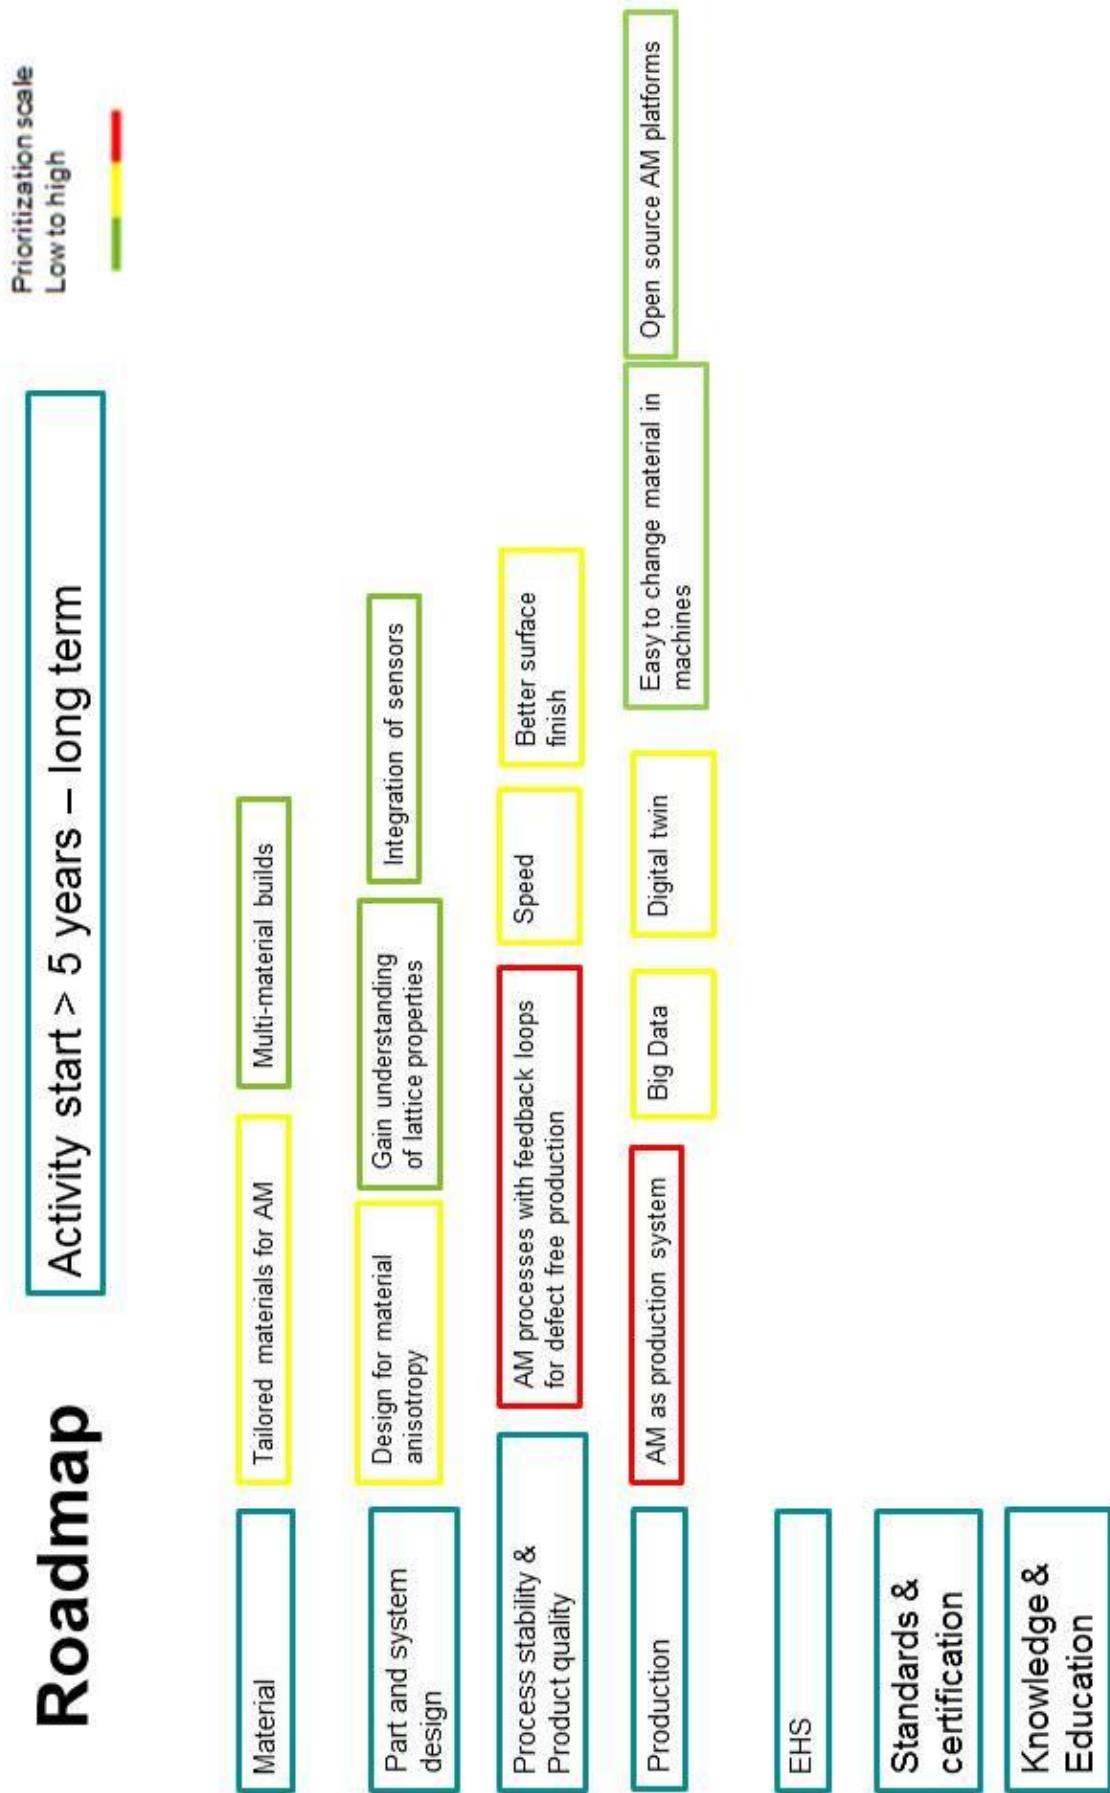 Roadmap
Activity start > 5 years – long term
Prioritization scale
Low to high
Material
Tailored materials for AM
Multi-material builds
Part and system
design
Design for material
anisotropy
Gain understanding
of lattice properties
Integration of sensors
Process stability &
Product quality
AM processes with feedback loops
for defect free production
Speed
Better surface
finish
Production
AM as production system
Big Data
Digital twin
Easy to change material in
machines
Open source AM platforms
EHS
Standards &
certification
Knowledge &
Education